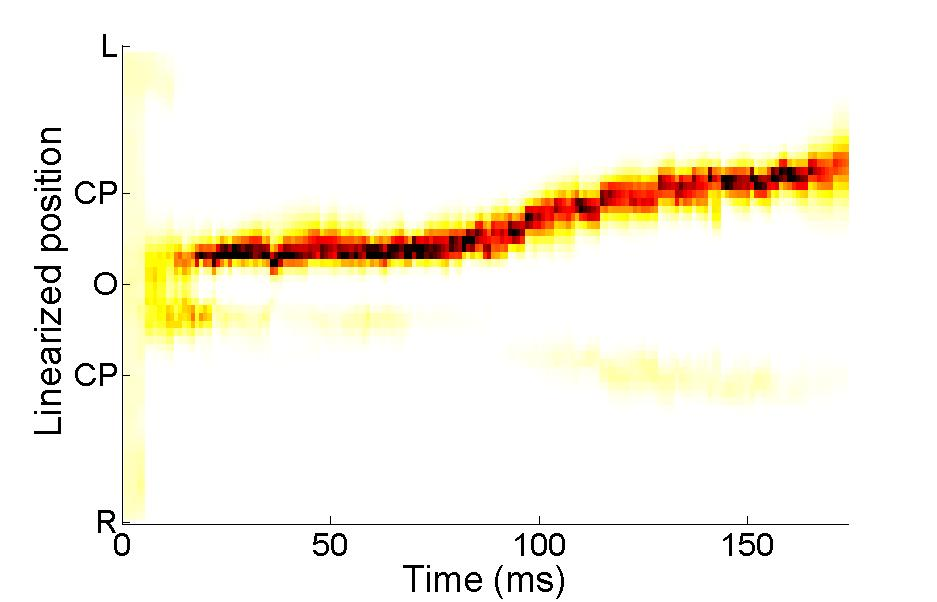 L
CP
O
CP
R
Linearized position
0 50 100 150
Time (ms)